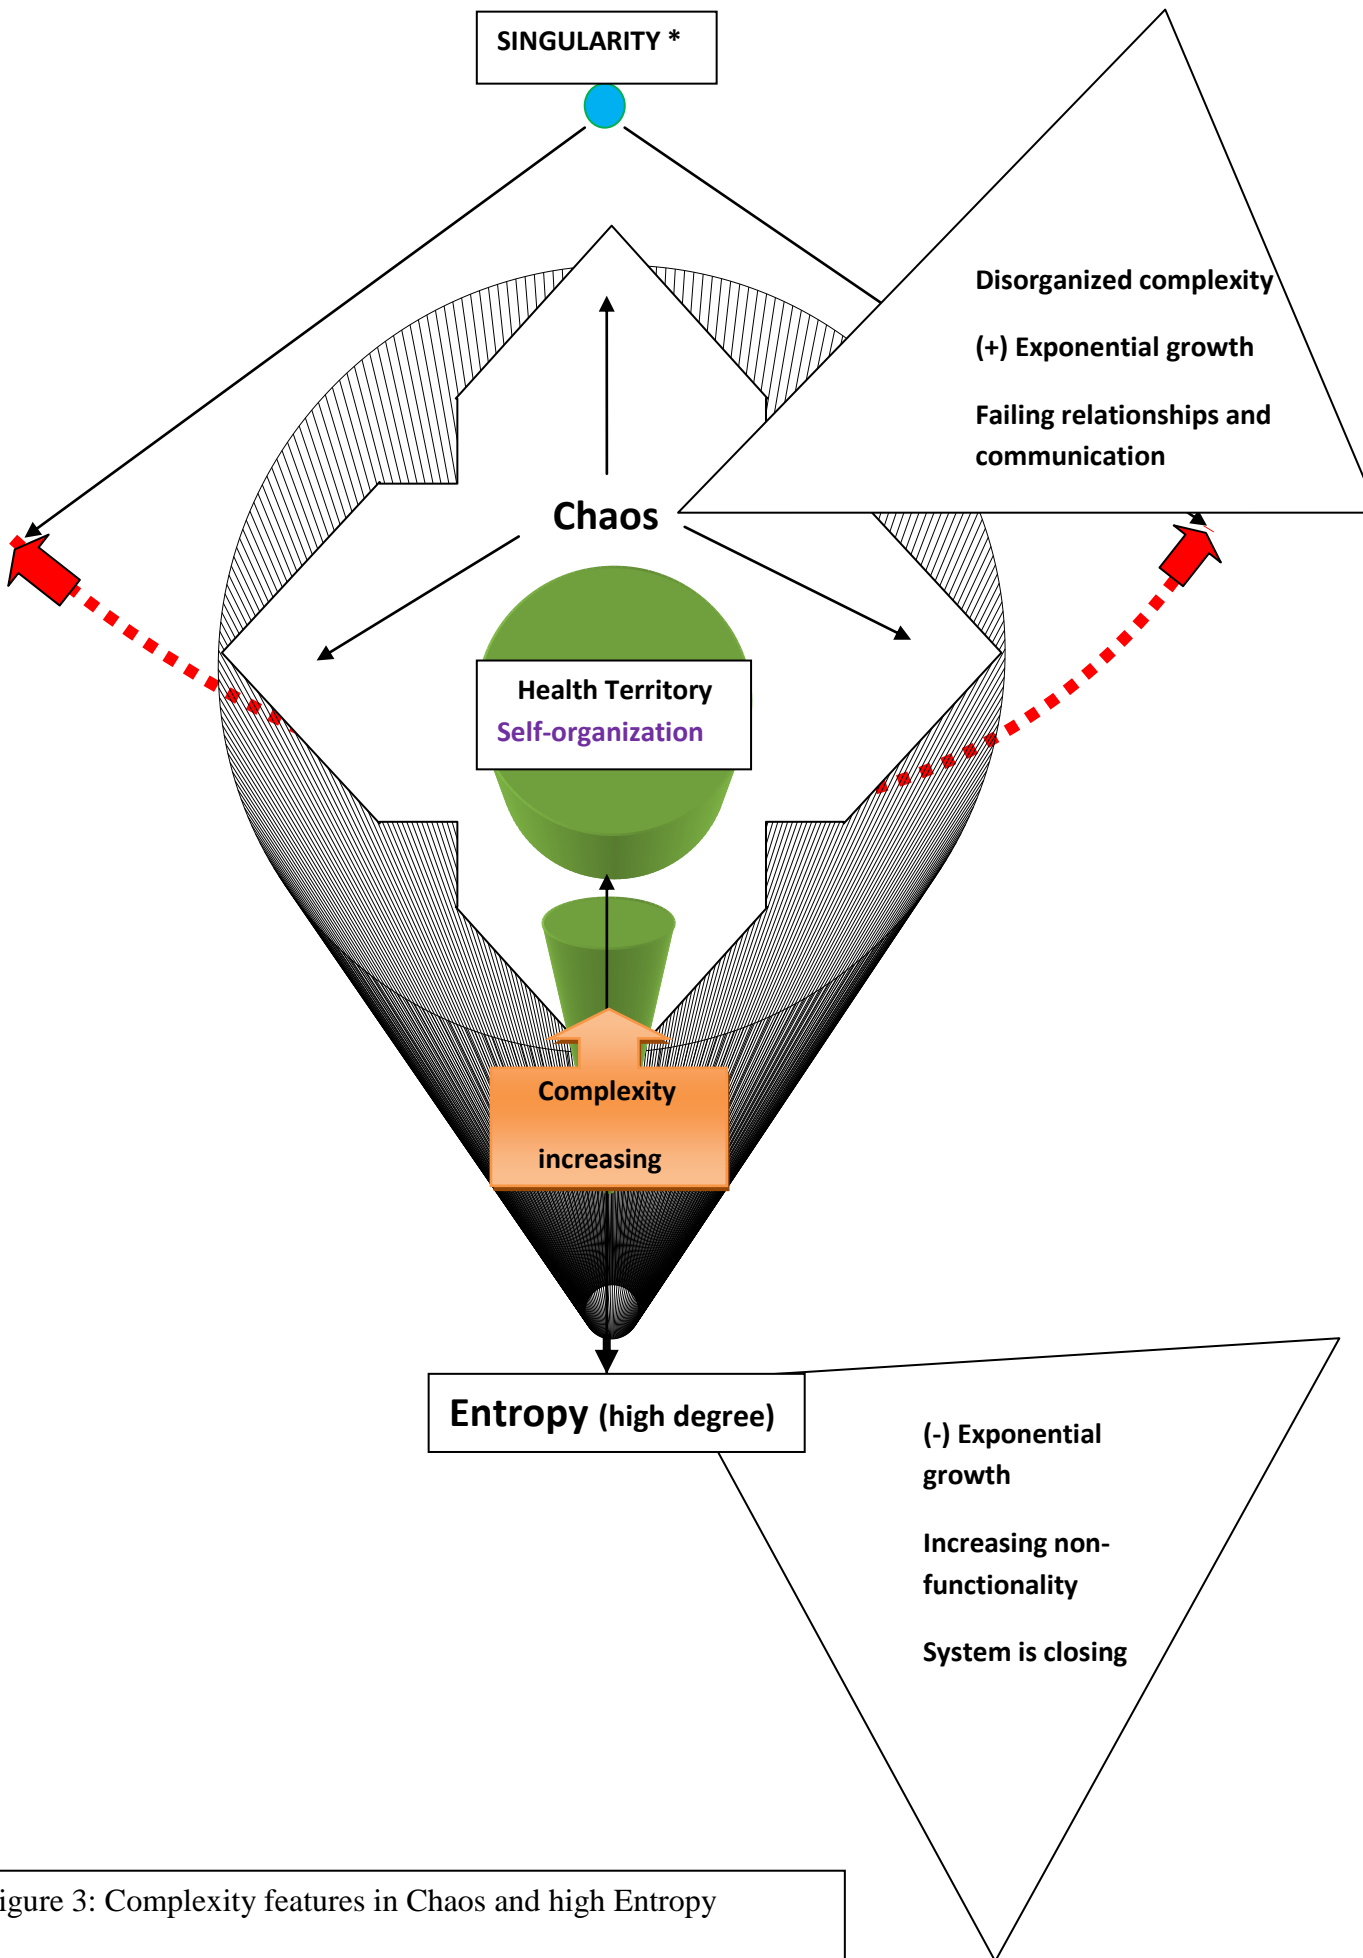 SINGULARITY *
Disorganized complexity
(+) Exponential growth
Failing relationships and
communication
Chaos
Health Territory
Self-organization
Complexity
increasing
Entropy (high degree)
(-) Exponential
growth
Increasing non-
functionality
System is closing
igure 3: Complexity features in Chaos and high Entropy